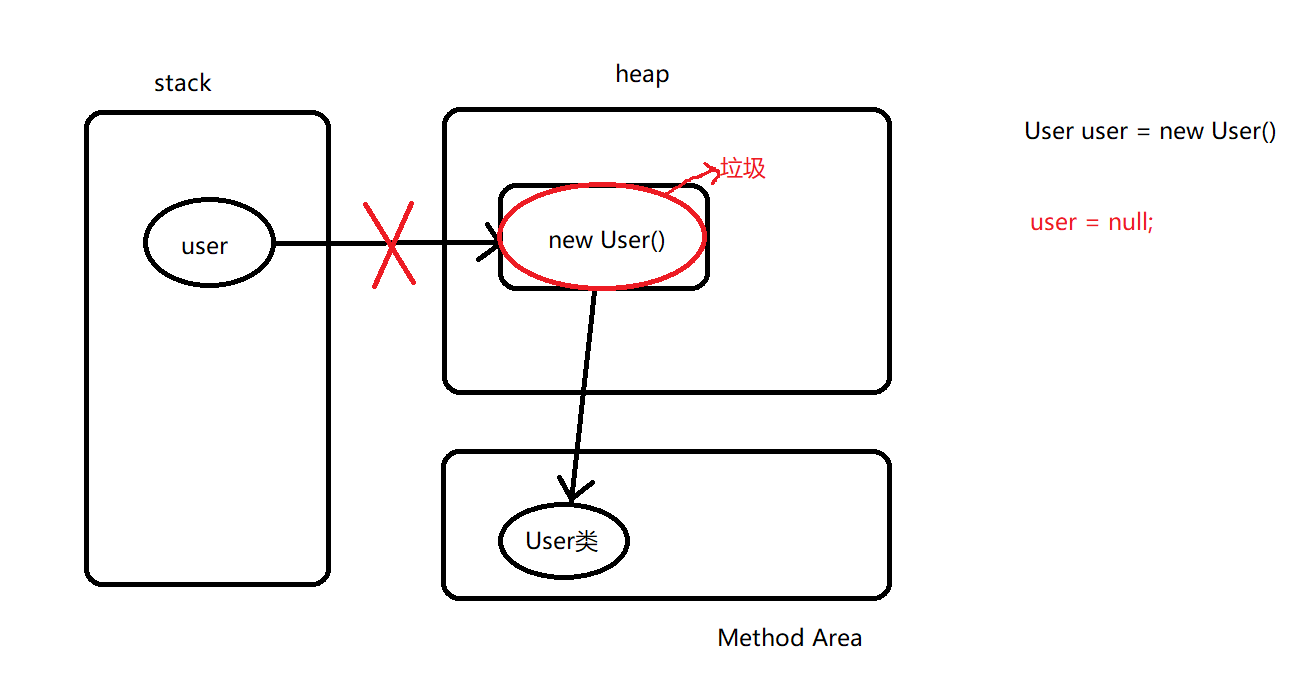 stack
heap
User user = new User()
垃圾
user = null;
user
new User()
User类
Method Area